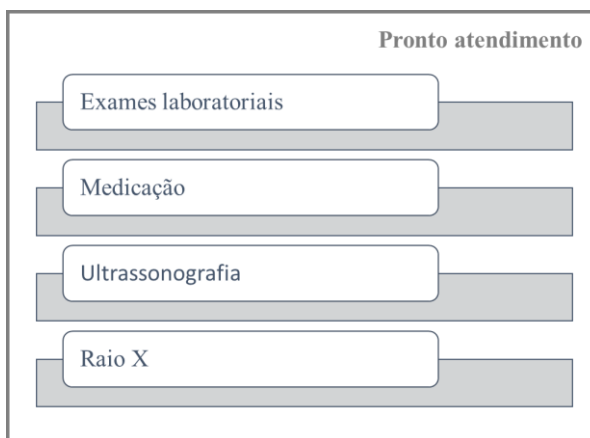 Pronto atendimento
Exames laboratoriais
Medicação
Ultrassonografia
Raio X